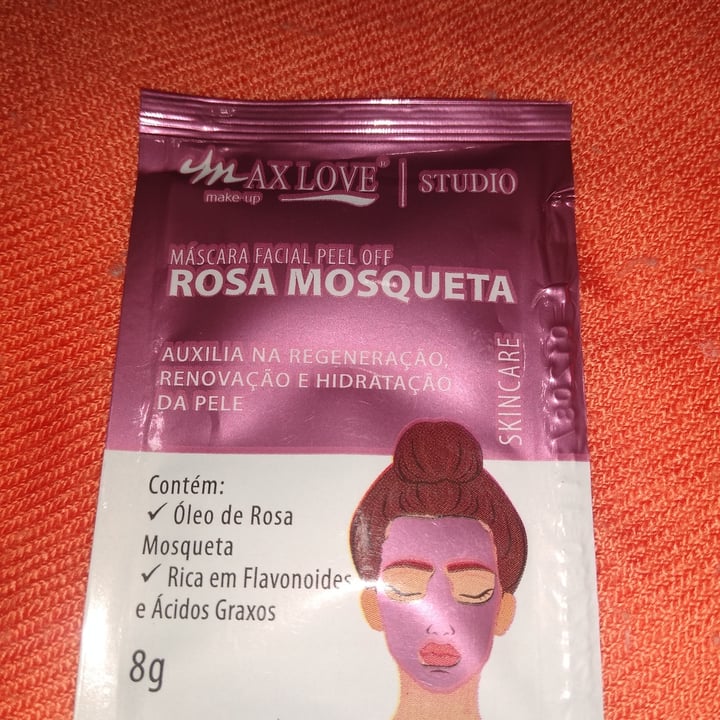 MAX LOVE® | STUDIO
make-up
MÁSCARA FACIAL PEEL OFF
ROSA MOSQUETA
AUXILIA NA REGENERAÇÃO,
RENOVAÇÃO E HIDRATAÇÃO
DA PELE
SKINCARE
Contém:
✓ Óleo de Rosa
Mosqueta
✓ Rica em Flavonoides
e Ácidos Graxos
8g